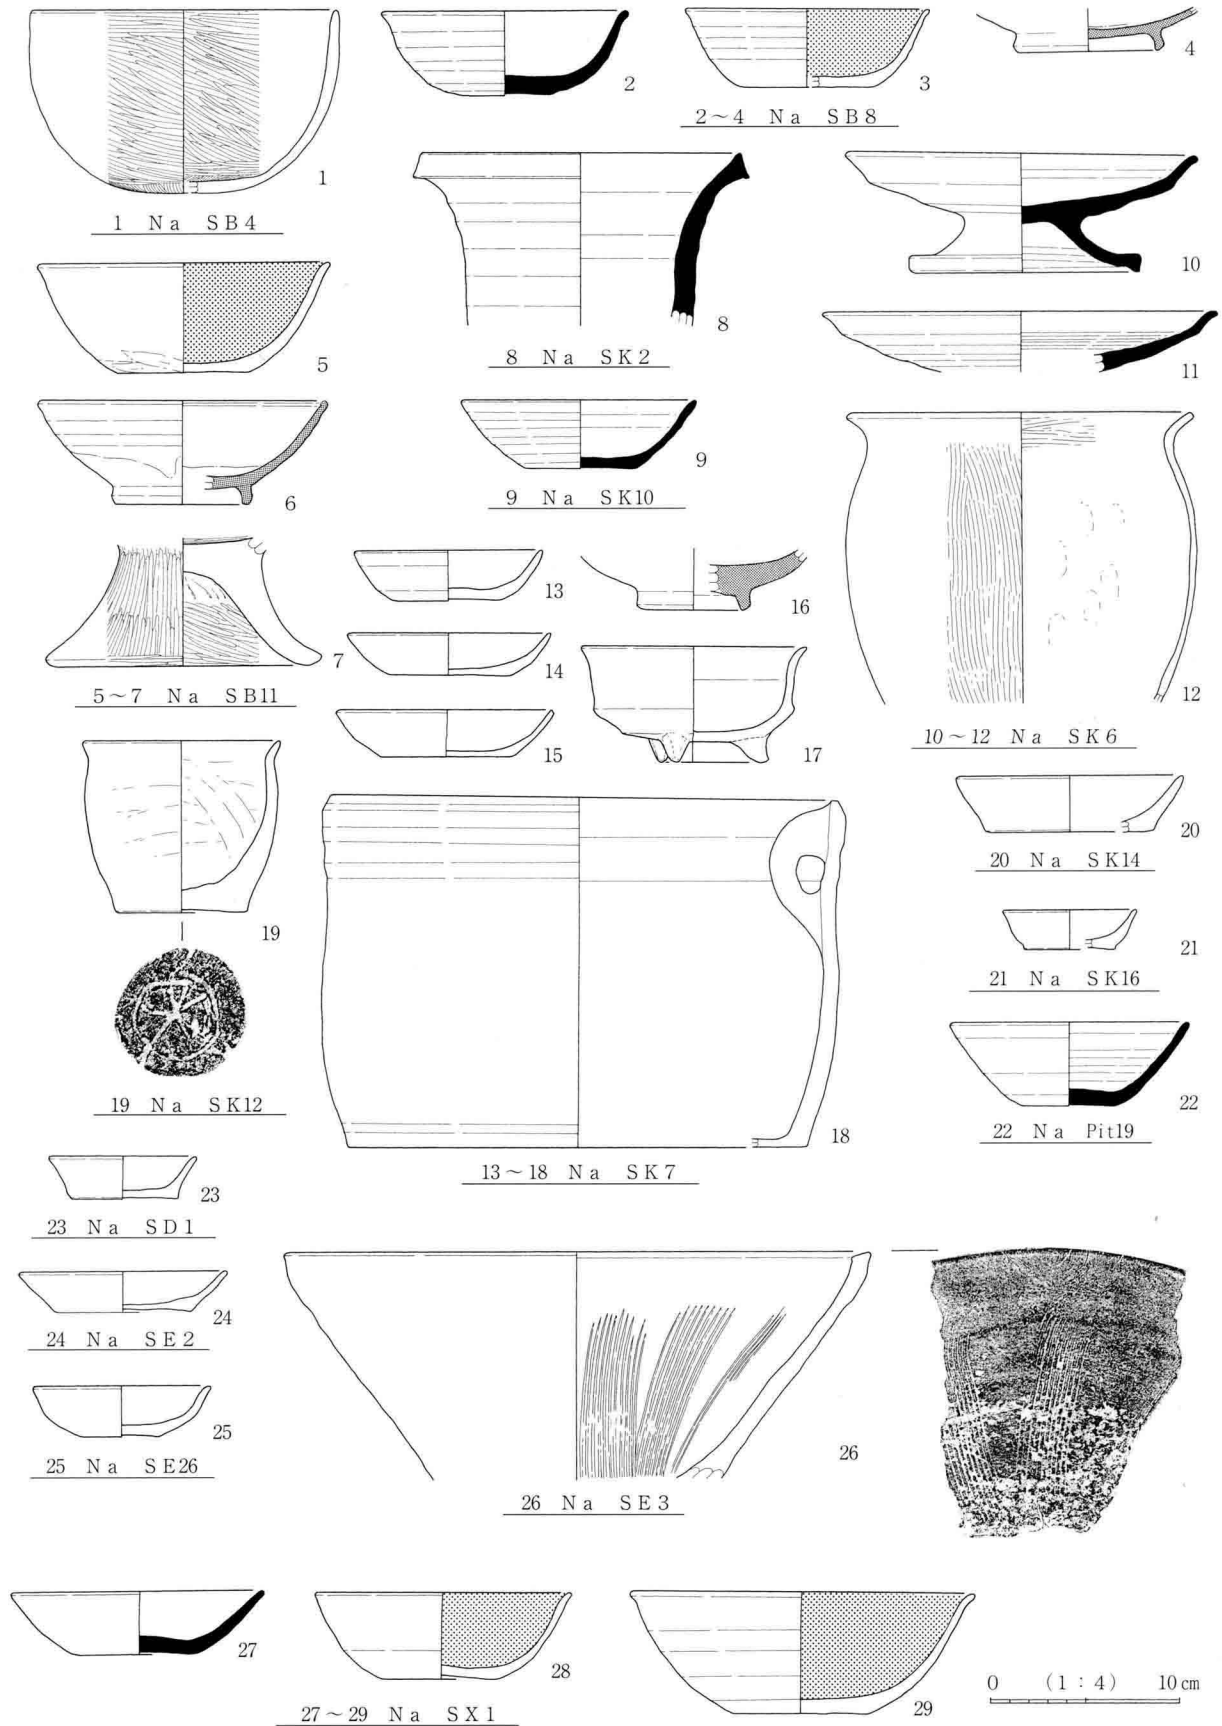 1
2
3
4
2～4 Na SB8
1 Na SB4
5
8
8 Na SK2
10
11
6
9
9 Na SK10
7
5～7 Na SB11
13
14
15
16
17
12
10～12 Na SK6
19
19 Na SK12
18
13～18 Na SK7
20
20 Na SK14
21
21 Na SK16
22
22 Na Pit19
23
23 Na SD1
24
24 Na SE2
25
25 Na SE26
26
26 Na SE3
27
28
29
27～29 Na SX1
0 (1:4) 10cm